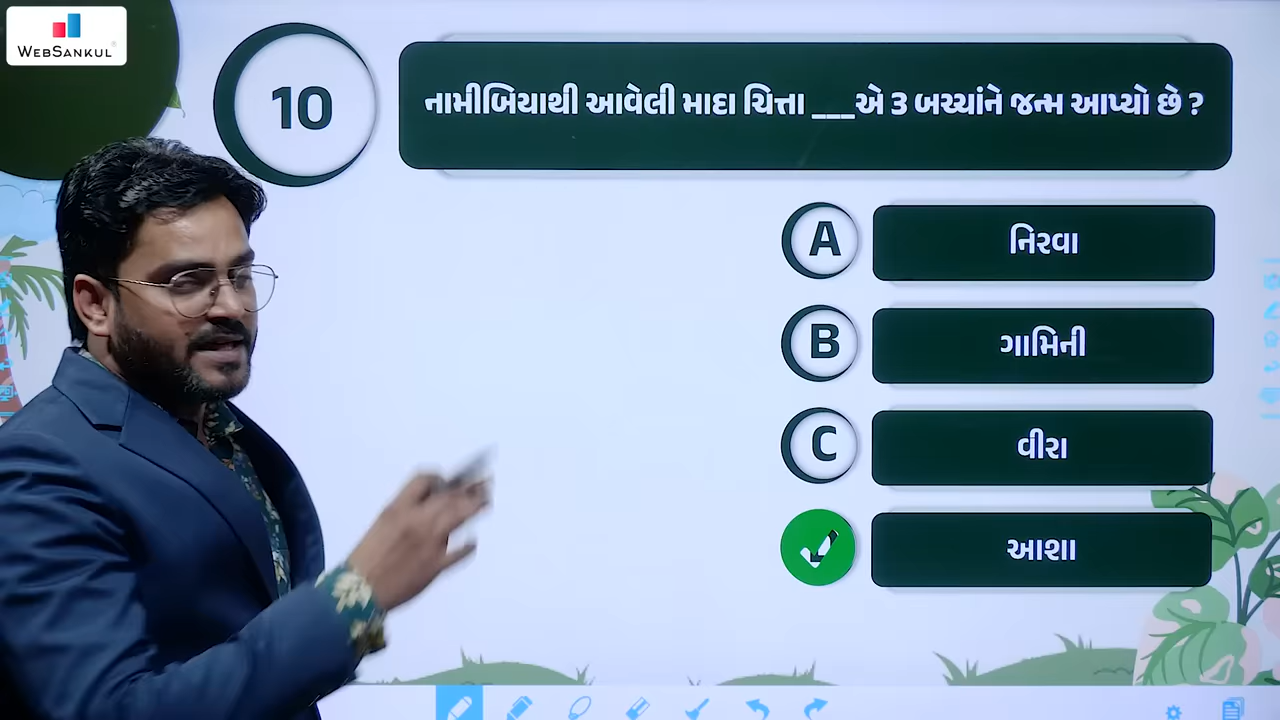 WEBSANKUL
10
નામીબિયાથી આવેલી માદા ચિત્તા ___એ 3 બચ્ચાંને જન્મ આપ્યો છે ?
A
નિરવા
B
ગામિની
C
વીરા
આશા